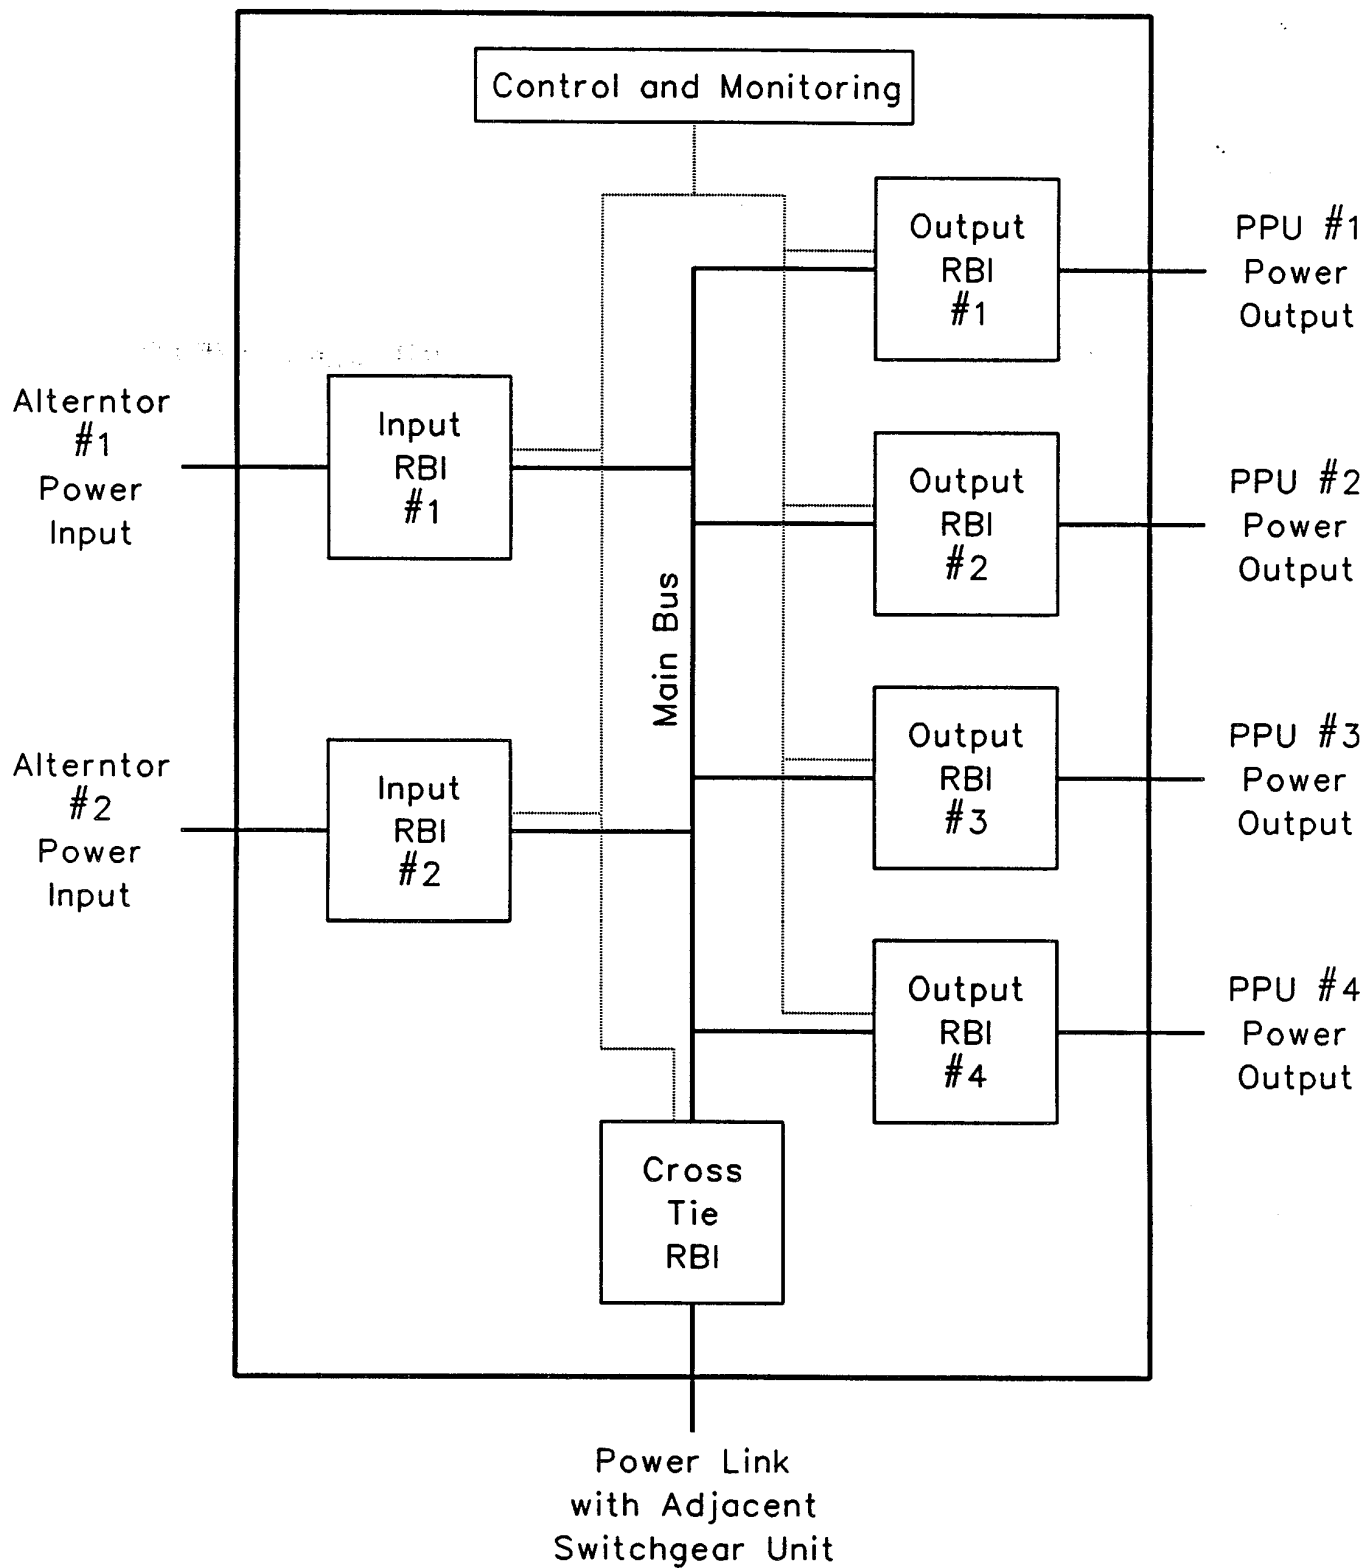 Control and Monitoring
Output
RBI
#1
PPU #1
Power
Output
Alterntor
#1
Power
Input
Input
RBI
#1
Output
RBI
#2
PPU #2
Power
Output
Main Bus
Alterntor
#2
Power
Input
Input
RBI
#2
Output
RBI
#3
PPU #3
Power
Output
Output
RBI
#4
PPU #4
Power
Output
Cross
Tie
RBI
Power Link
with Adjacent
Switchgear Unit